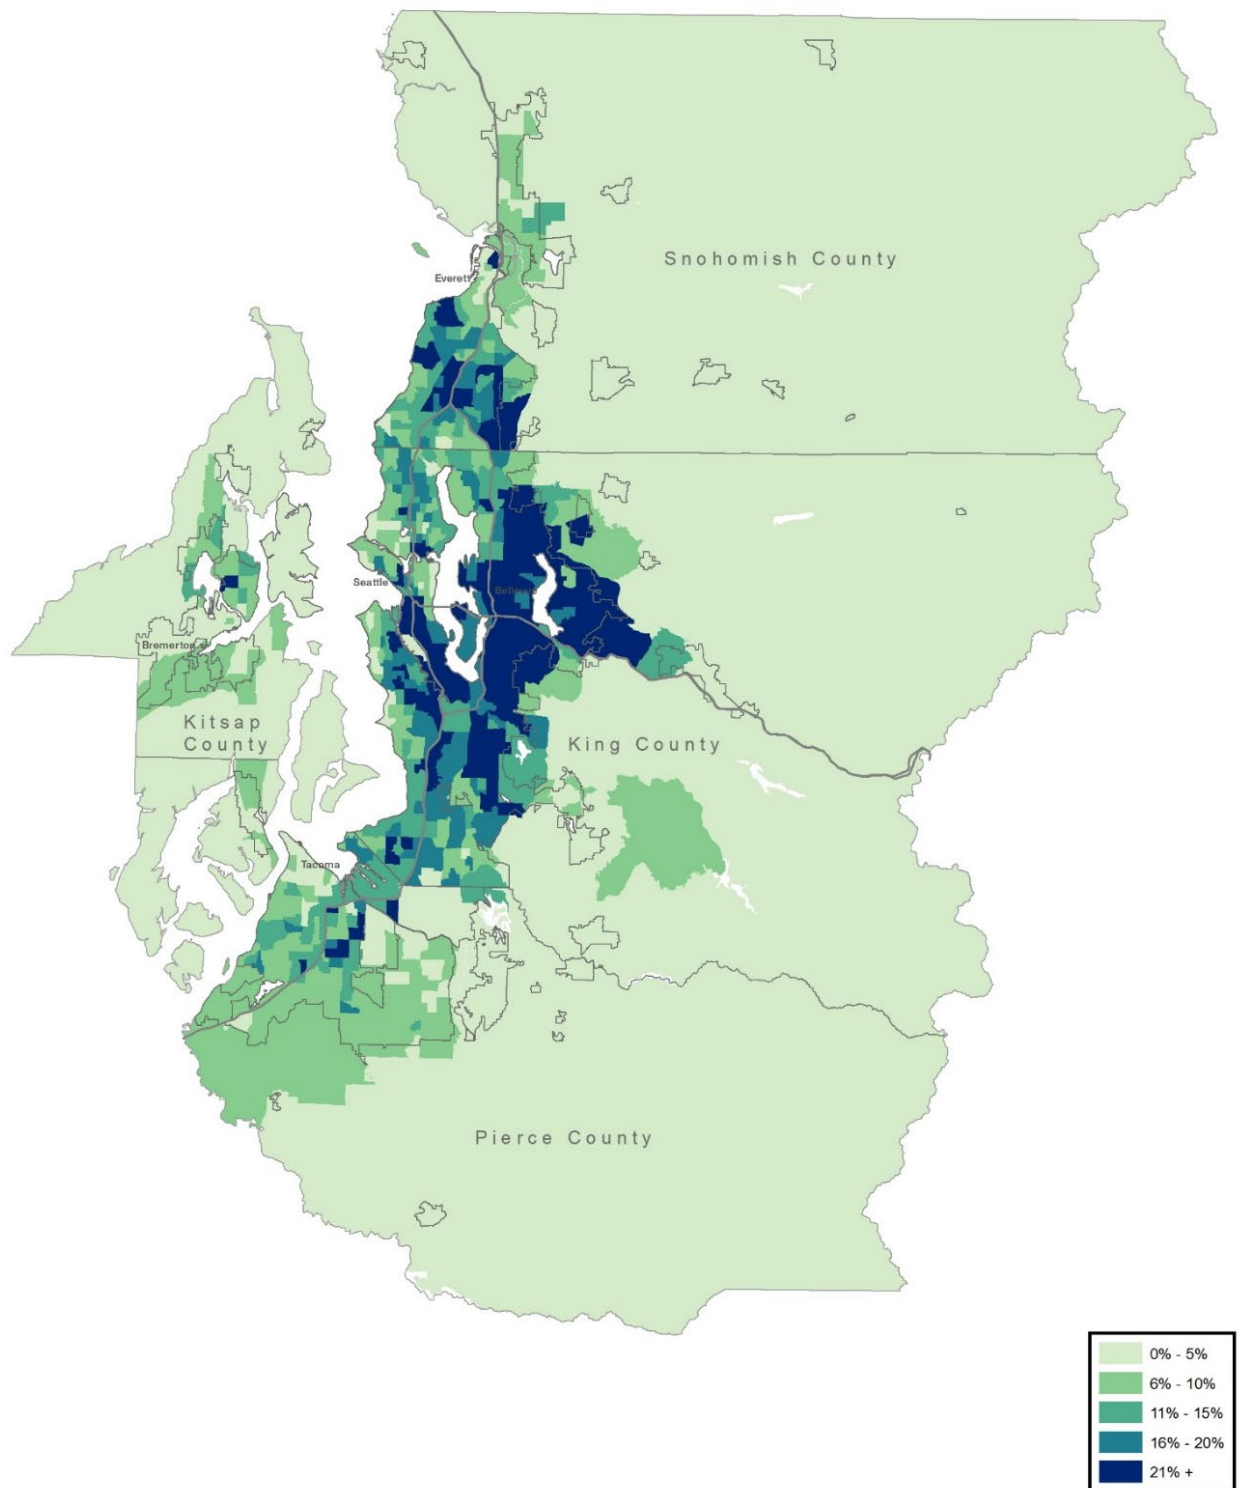 Snohomish County
Everett
Seattle
Bellevue
Bremerton
Kitsap
County
King County
Tacoma
Pierce County
0% - 5%
6% - 10%
11% - 15%
16% - 20%
21% +